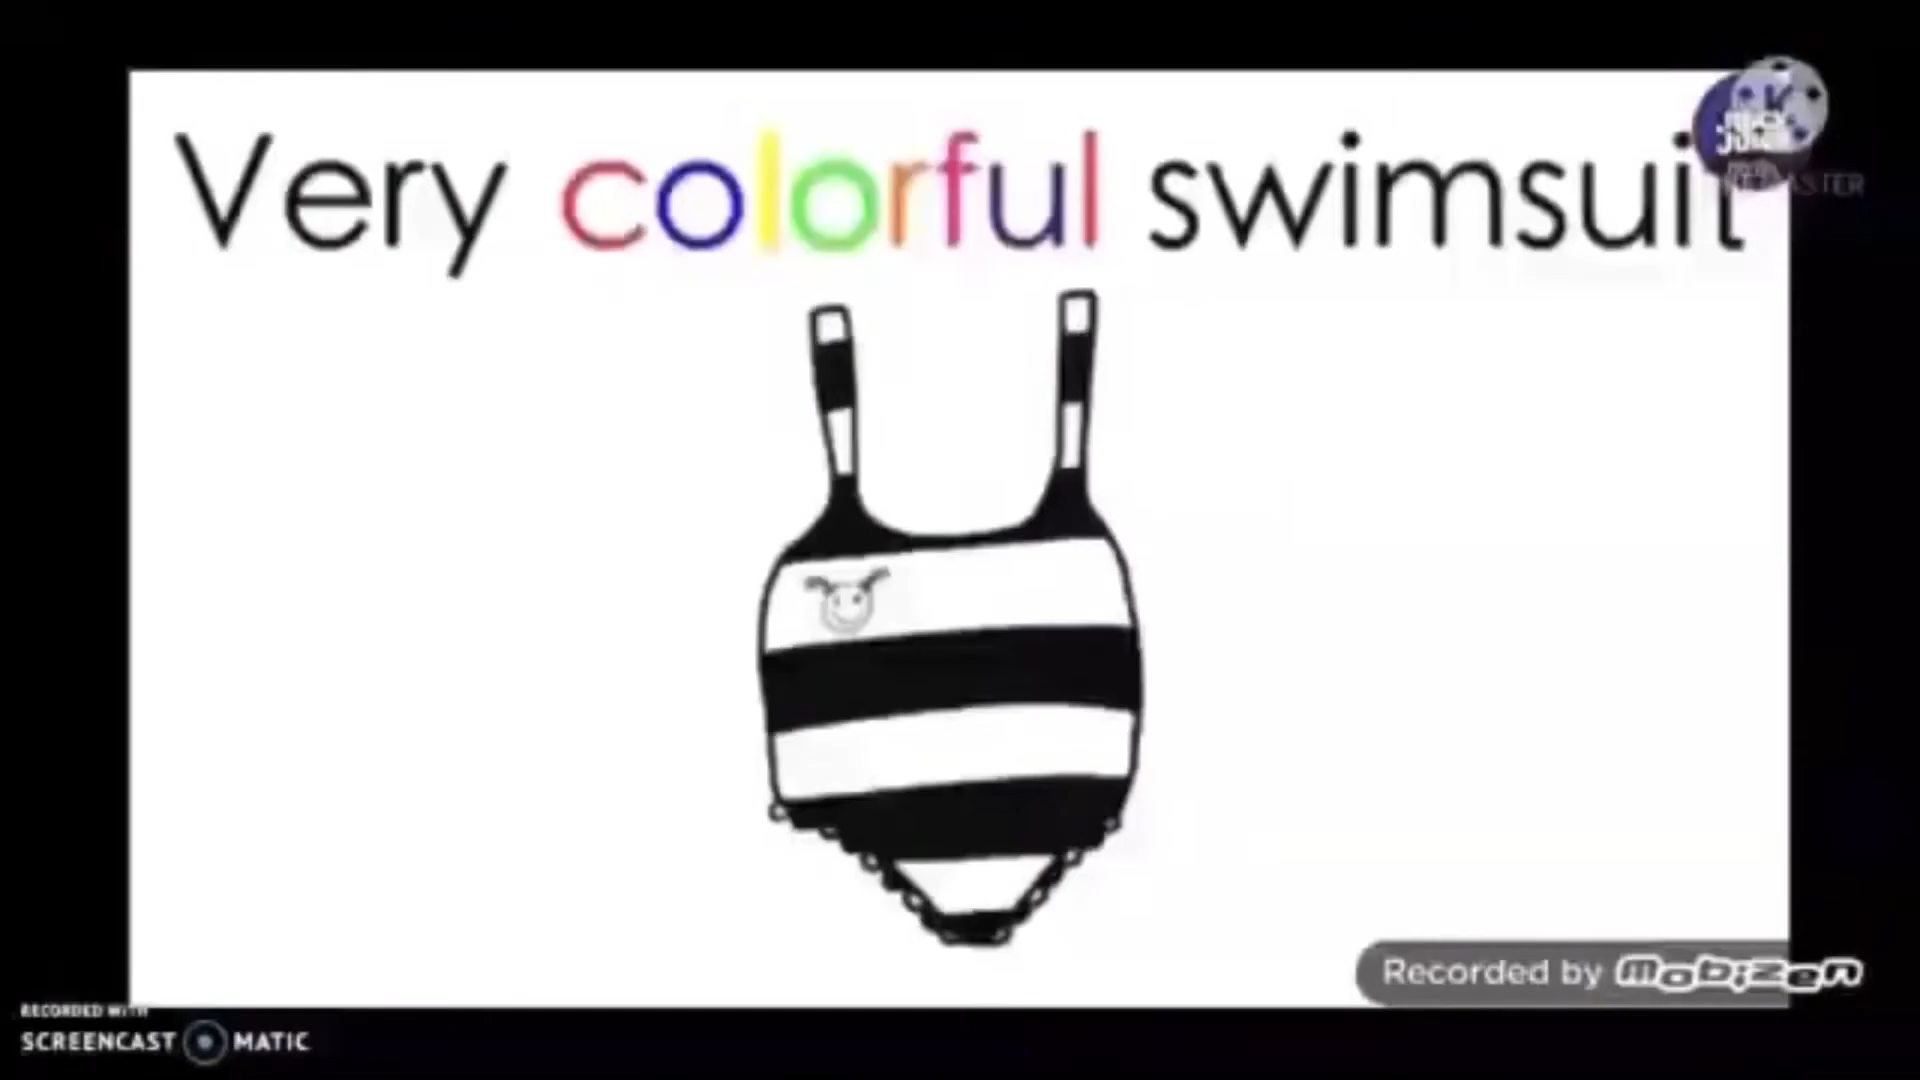 Very colorful swimsuit
Recorded by Mobizen
RECORDED WITH
SCREENCAST MATIC